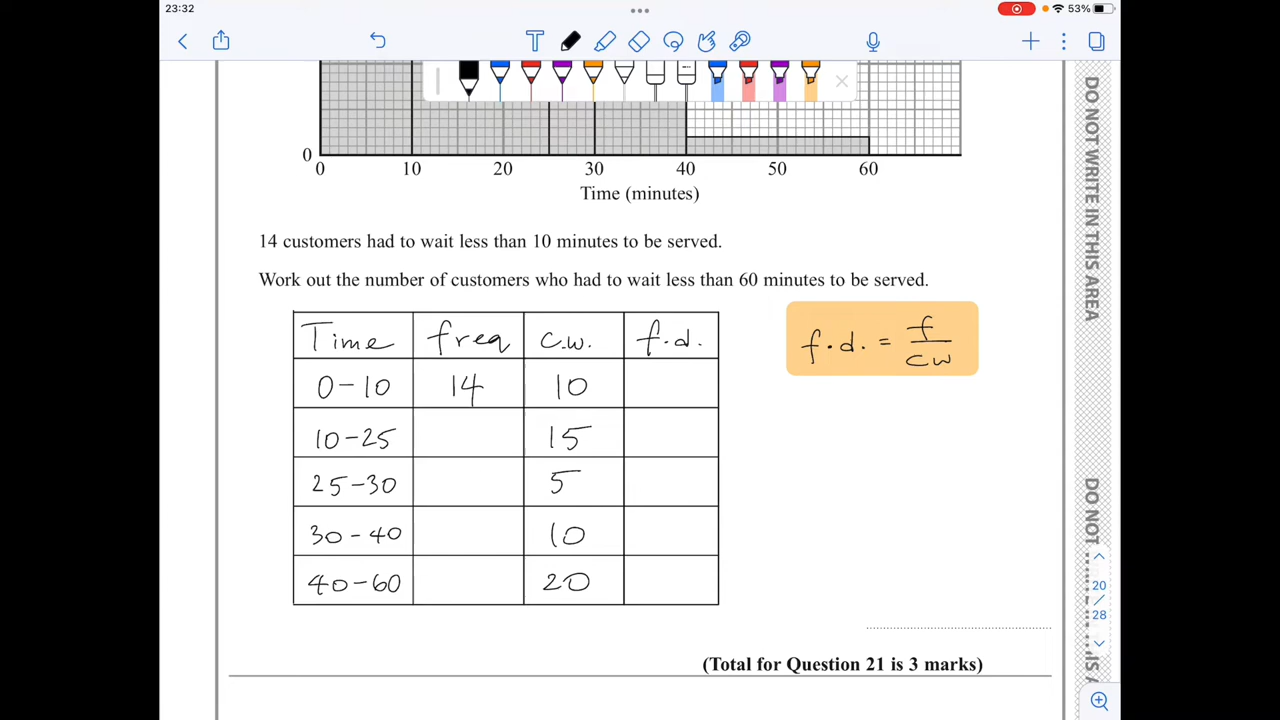 23:32
53%
0
0 10 20 30 40 50 60
Time (minutes)
14 customers had to wait less than 10 minutes to be served.
Work out the number of customers who had to wait less than 60 minutes to be served.
Time freq c.w. f.d.
0-10 14 10
10-25 15
25-30 5
30-40 10
40-60 20
f.d. = f/cw
(Total for Question 21 is 3 marks)
DO NOT WRITE IN THIS AREA
DO NOT
IS A
20
/
28